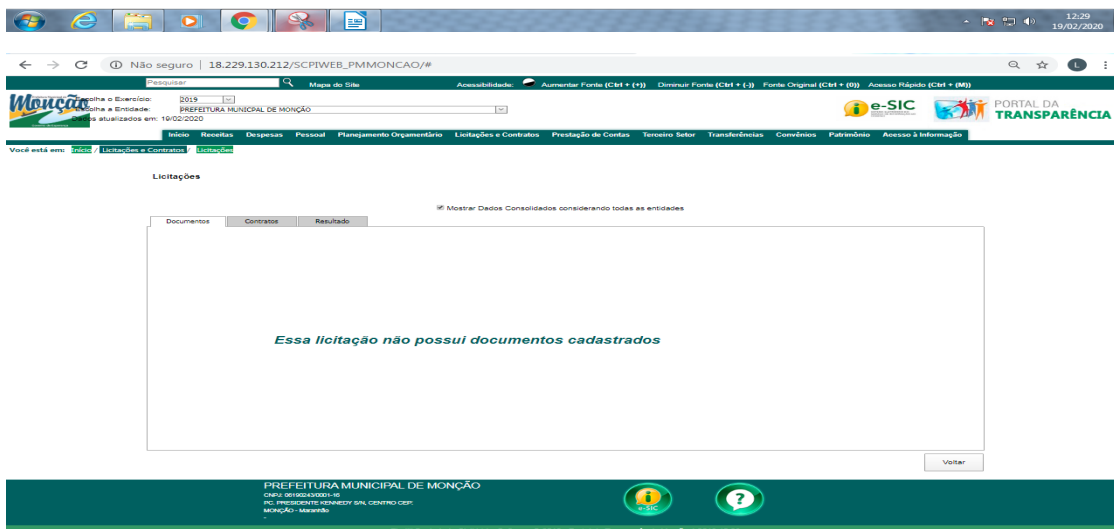 12:29
19/02/2020
Não seguro | 18.229.130.212/SCPIWEB_PMMONCAO/#
L
Pesquisar
Mapa do Site
Acessibilidade: Aumentar Fonte (Ctrl + (+)) Diminuir Fonte (Ctrl + (-)) Fonte Original (Ctrl + (0)) Acesso Rápido (Ctrl + (M))
Monção
Escolha o Exercício: 2019
Escolha a Entidade: PREFEITURA MUNICPAL DE MONÇÃO
Dados atualizados em: 19/02/2020
i e-SIC
PORTAL DA
TRANSPARÊNCIA
Início Receitas Despesas Pessoal Planejamento Orçamentário Licitações e Contratos Prestação de Contas Terceiro Setor Transferências Convênios Patrimônio Acesso à Informação
Você está em: Início / Licitações e Contratos / Licitações
Licitações
Mostrar Dados Consolidados considerando todas as entidades
Documentos Contratos Resultado
Essa licitação não possui documentos cadastrados
Voltar
PREFEITURA MUNICIPAL DE MONÇÃO
CNPJ: 06190243/0001-16
PC. PRESIDENTE KENNEDY S/N, CENTRO CEP:
MONÇÃO - Maranhão
-
i e-SIC
?